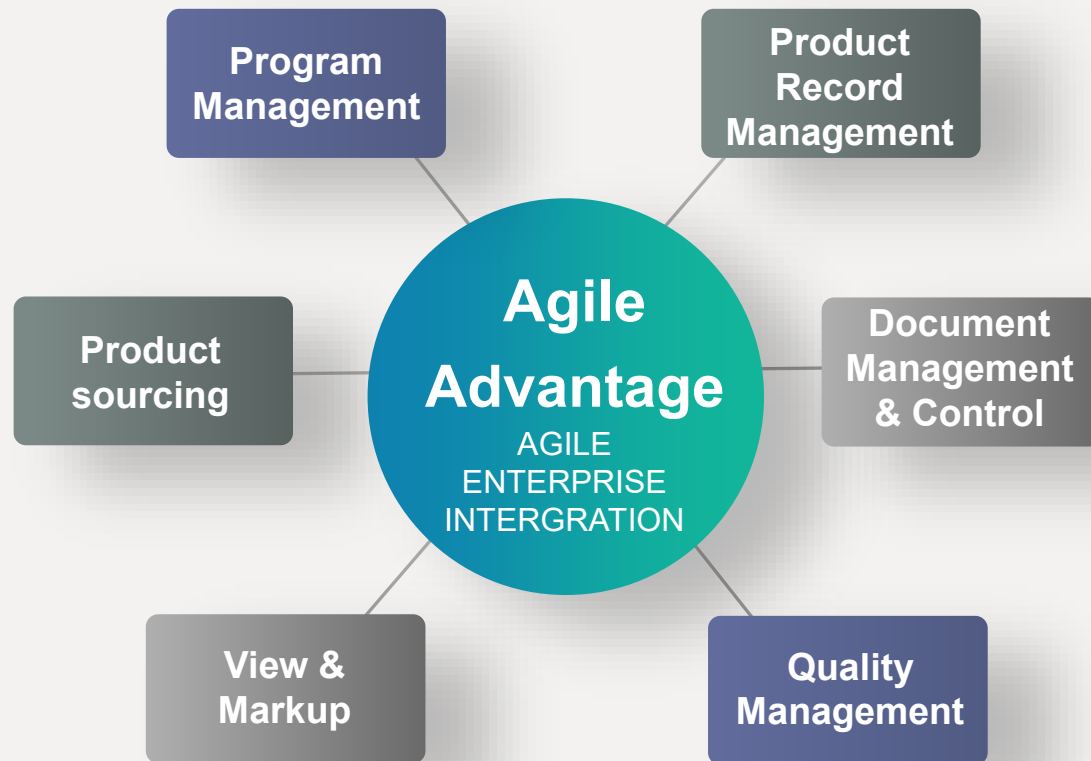 Program
Management
Product
Record
Management
Agile
Advantage
AGILE
ENTERPRISE
INTERGRATION
Product
sourcing
Document
Management
& Control
View &
Markup
Quality
Management